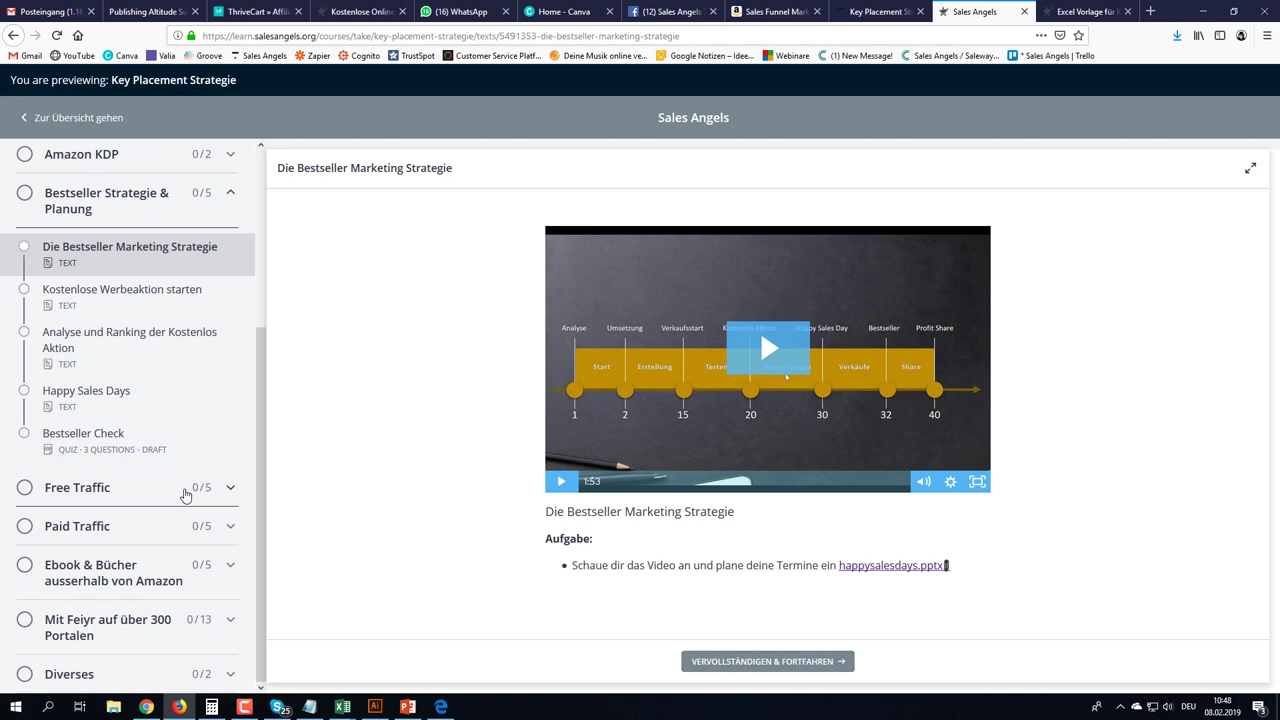 Posteingang (16.1
Publishing Altitude Su
ThriveCart » Affili
Kostenlose Online
(16) WhatsApp
Home - Canva
(12) Sales Angels
Sales Funnel Mark
Key Placement Stra
Sales Angels
Excel Vorlage für K
https://learn.salesangels.org/courses/take/key-placement-strategie/texts/5491353-die-bestseller-marketing-strategie
Gmail YouTube Canva Valia Groove Sales Angels Zapier Cognito TrustSpot Customer Service Platf... Deine Musik online ve... Google Notizen – Idee... Webinare (1) New Message! Sales Angels / Saleway... * Sales Angels | Trello
You are previewing: Key Placement Strategie
Zur Übersicht gehen
Sales Angels
Amazon KDP 0/2
Bestseller Strategie & Planung 0/5
Die Bestseller Marketing Strategie
TEXT
Kostenlose Werbeaktion starten
TEXT
Analyse und Ranking der Kostenlos
Aktion
TEXT
Happy Sales Days
TEXT
Bestseller Check
QUIZ · 3 QUESTIONS · DRAFT
Free Traffic 0/5
Paid Traffic 0/5
Ebook & Bücher 0/5
ausserhalb von Amazon
Mit Feiyr auf über 300 0/13
Portalen
Diverses 0/2
Die Bestseller Marketing Strategie
Analyse Umsetzung Verkaufsstart Kostenlos Aktion Happy Sales Day Bestseller Profit Share
Start Erstellung Testen Verkäufe Share
1 2 15 20 30 32 40
1:53
Die Bestseller Marketing Strategie
Aufgabe:
• Schaue dir das Video an und plane deine Termine ein happysalesdays.pptx
VERVOLLSTÄNDIGEN & FORTFAHREN →
25
DEU
10:48
08.02.2019
3